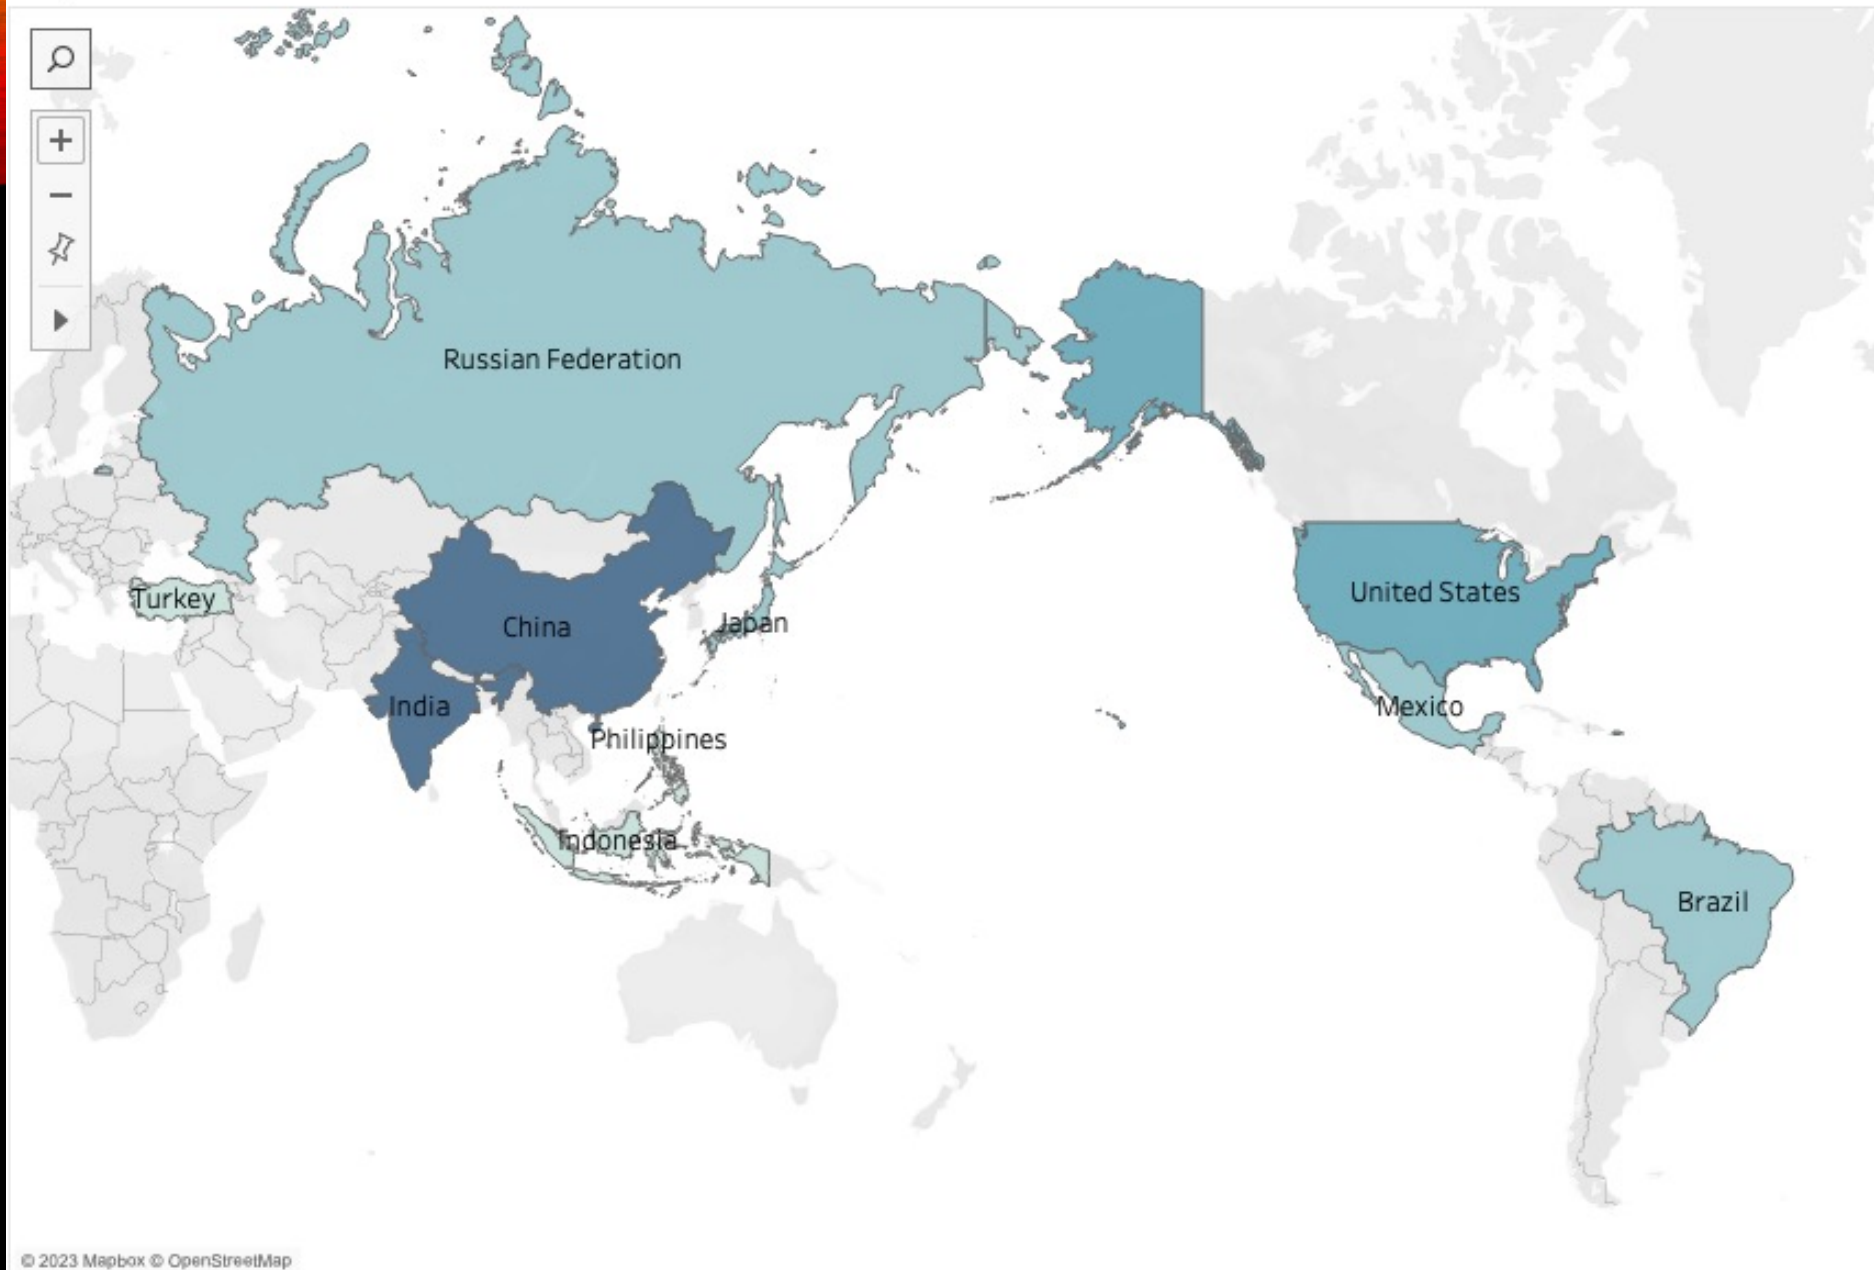 Russian Federation
United States
Turkey
China
Japan
India
Mexico
Philippines
Indonesia
Brazil
© 2023 Mapbox © OpenStreetMap